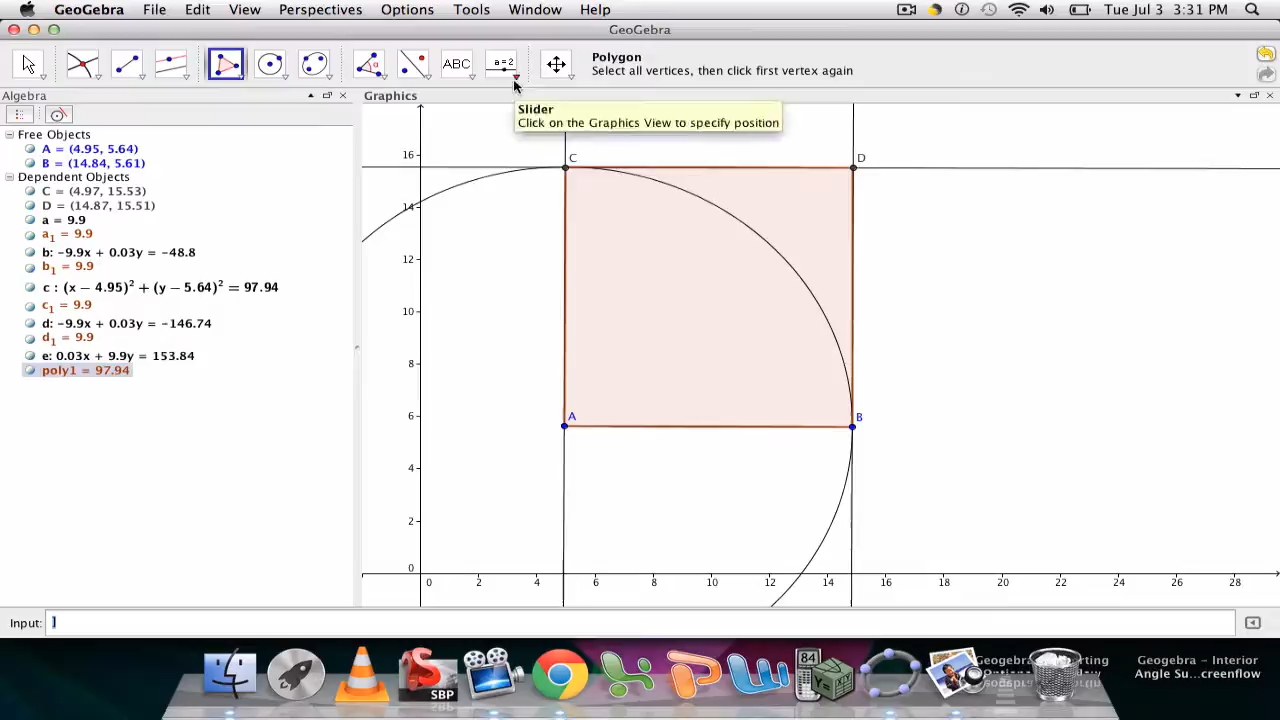 GeoGebra File Edit View Perspectives Options Tools Window Help Tue Jul 3 3:31 PM
GeoGebra
ABC a=2 Polygon
Select all vertices, then click first vertex again
Algebra Graphics
Slider
Click on the Graphics View to specify position
Free Objects
A = (4.95, 5.64)
B = (14.84, 5.61)
Dependent Objects
C = (4.97, 15.53)
D = (14.87, 15.51)
a = 9.9
a₁ = 9.9
b: -9.9x + 0.03y = -48.8
b₁ = 9.9
c : (x – 4.95)² + (y – 5.64)² = 97.94
c₁ = 9.9
d: -9.9x + 0.03y = -146.74
d₁ = 9.9
e: 0.03x + 9.9y = 153.84
poly1 = 97.94
C D
A B
16
14
12
10
8
6
4
2
0
0 2 4 6 8 10 12 14 16 18 20 22 24 26 28
Input: ]
S SBP 84
Geogebra - Interior
Angle Su...creenflow